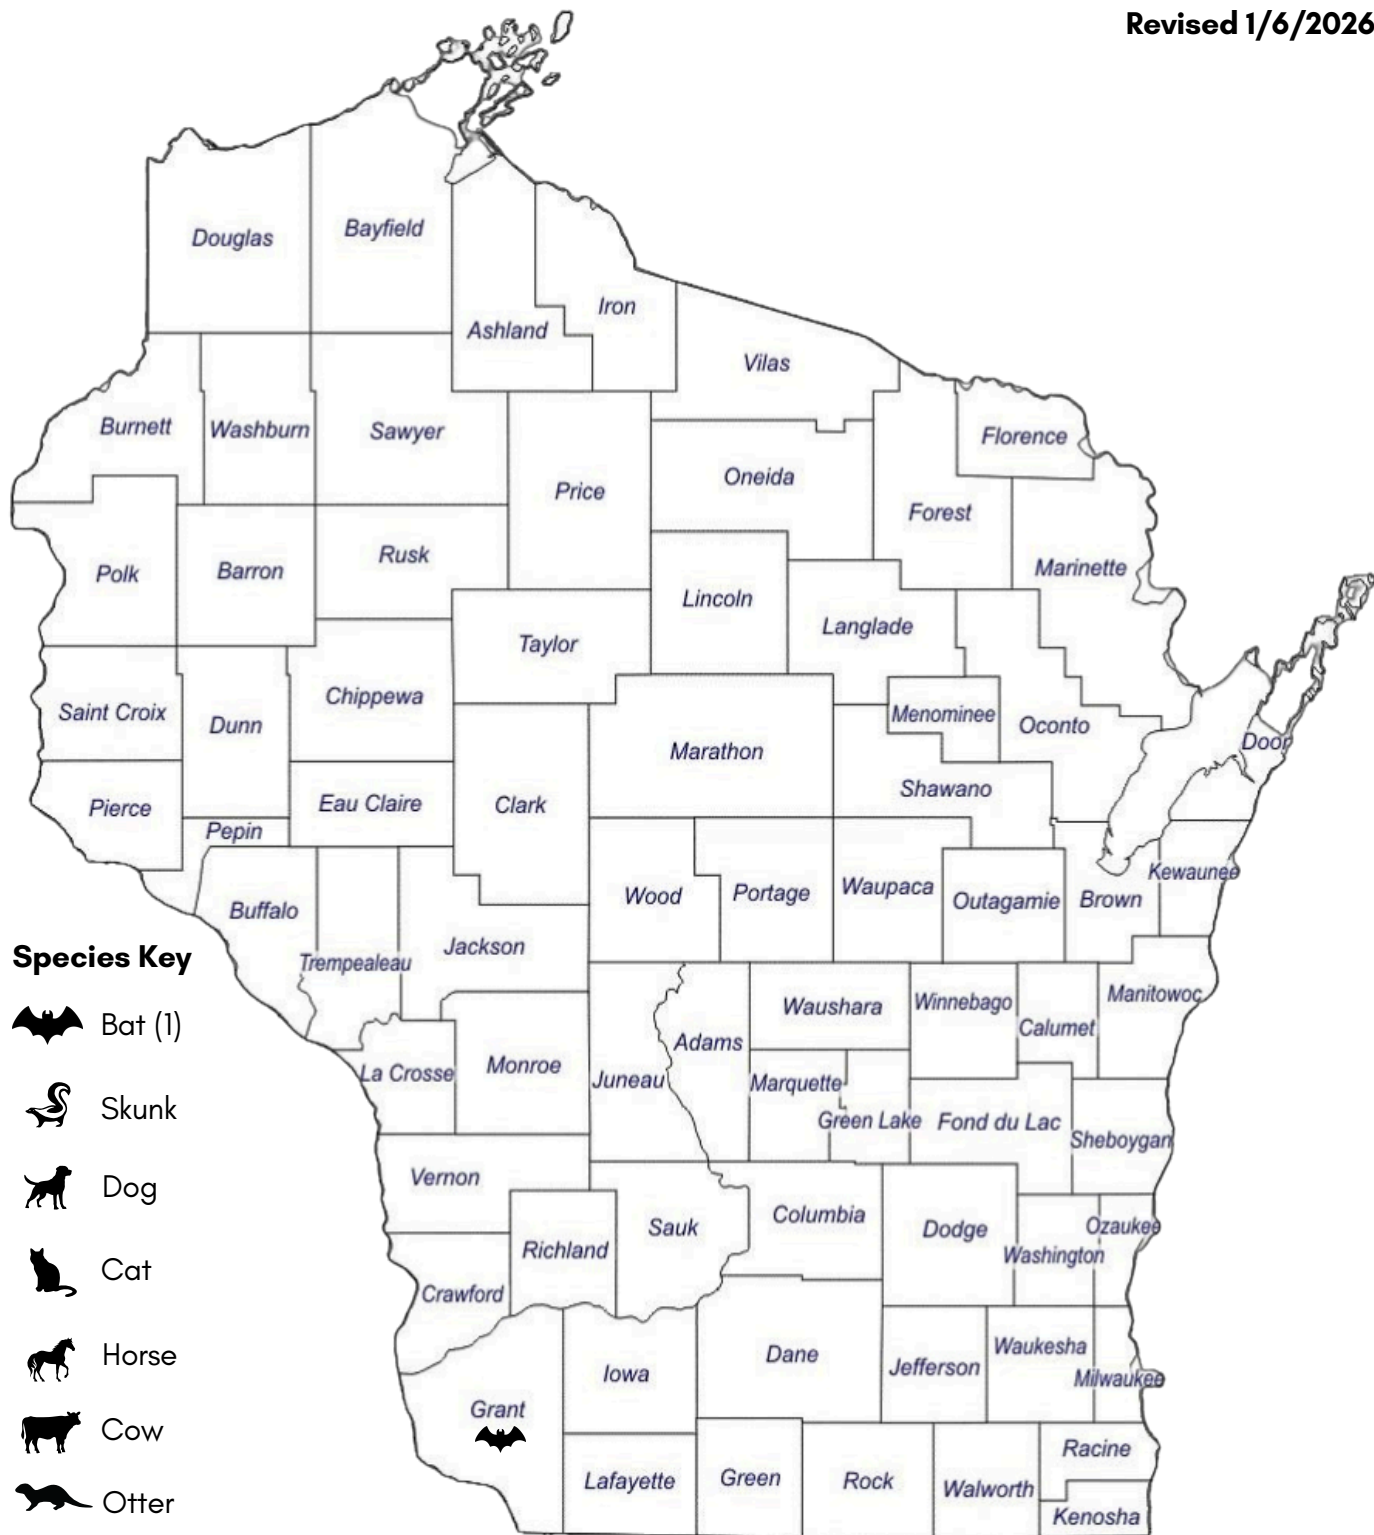 Revised 1/6/2026
Douglas
Bayfield
Ashland
Iron
Vilas
Burnett
Washburn
Sawyer
Price
Oneida
Florence
Forest
Marinette
Polk
Barron
Rusk
Lincoln
Langlade
Taylor
Saint Croix
Dunn
Chippewa
Marathon
Menominee
Oconto
Door
Pierce
Pepin
Eau Claire
Clark
Shawano
Buffalo
Trempealeau
Jackson
Wood
Portage
Waupaca
Outagamie
Brown
Kewaunee
La Crosse
Monroe
Juneau
Adams
Waushara
Winnebago
Calumet
Manitowoc
Marquette
Green Lake
Fond du Lac
Sheboygan
Vernon
Richland
Sauk
Columbia
Dodge
Washington
Ozaukee
Crawford
Grant
Iowa
Dane
Jefferson
Waukesha
Milwaukee
Lafayette
Green
Rock
Walworth
Racine
Kenosha
Species Key
Bat (1)
Skunk
Dog
Cat
Horse
Cow
Otter